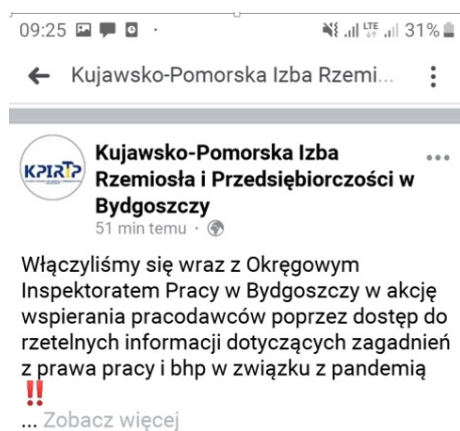 09:25 LTE 31%
Kujawsko-Pomorska Izba Rzemi...
KPIRTP
Kujawsko-Pomorska Izba
Rzemiosła i Przedsiębiorczości w
Bydgoszczy
51 min temu ·
Włączyliśmy się wraz z Okręgowym
Inspektoratem Pracy w Bydgoszczy w akcję
wspierania pracodawców poprzez dostęp do
rzetelnych informacji dotyczących zagadnień
z prawa pracy i bhp w związku z pandemią
‼️
... Zobacz więcej